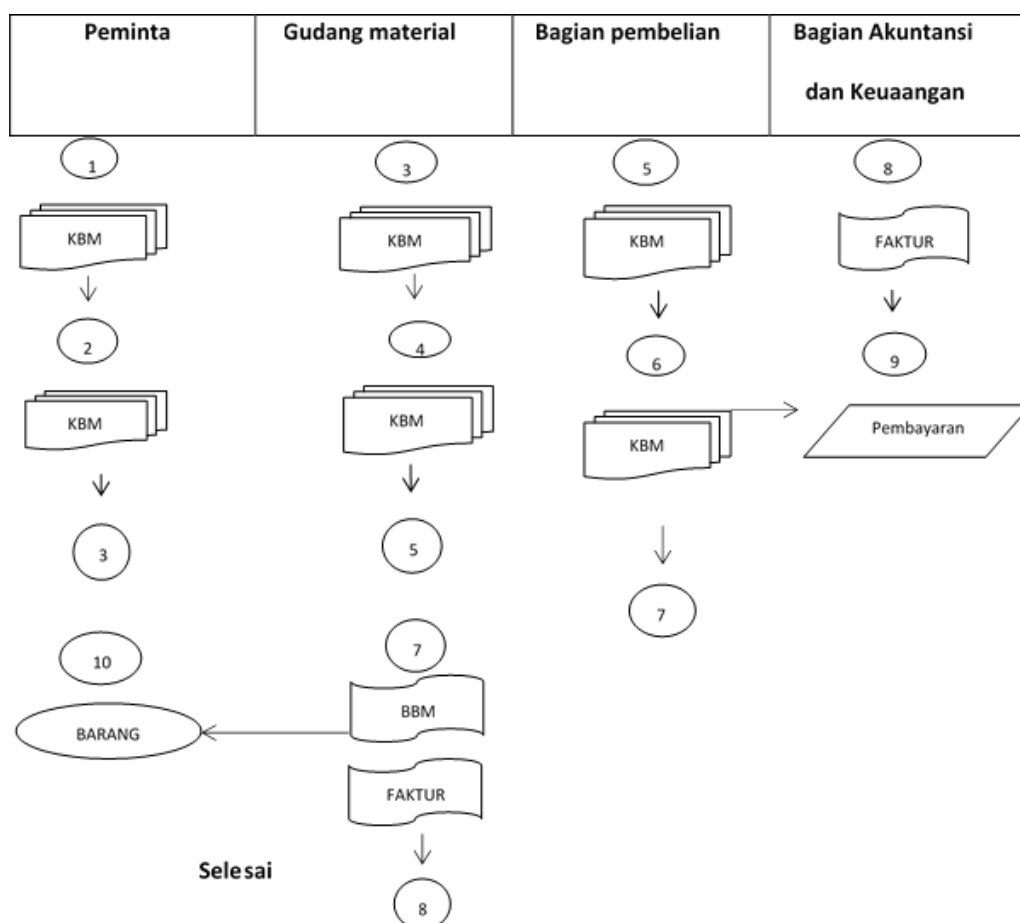 Peminta
Gudang material
Bagian pembelian
Bagian Akuntansi
dan Keuaangan
1
KBM
2
KBM
3
10
BARANG
Selesai
3
KBM
4
KBM
5
7
BBM
FAKTUR
8
5
KBM
6
KBM
7
8
FAKTUR
9
Pembayaran